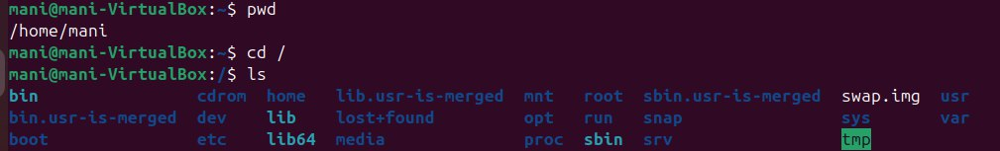 mani@mani-VirtualBox:~$ pwd
/home/mani
mani@mani-VirtualBox:~$ cd /
mani@mani-VirtualBox:/$ ls
bin cdrom home lib.usr-is-merged mnt root sbin.usr-is-merged swap.img usr
bin.usr-is-merged dev lib lost+found opt run snap sys var
boot etc lib64 media proc sbin srv tmp